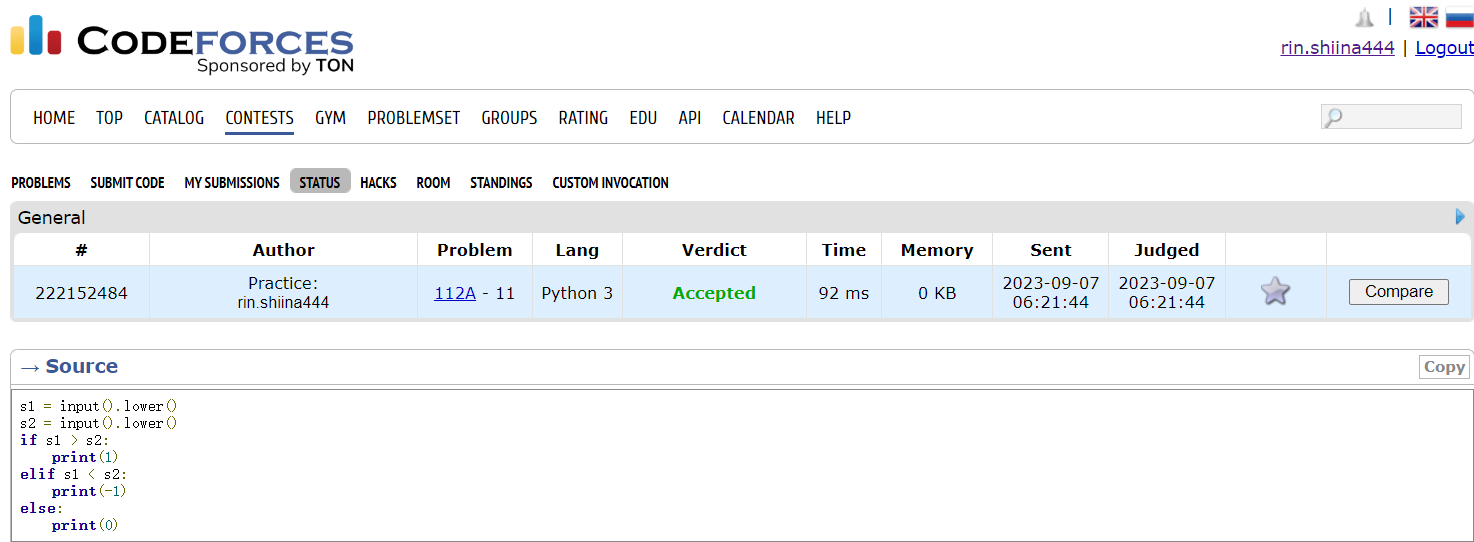 CODEFORCES
Sponsored by TON
|
rin.shiina444 | Logout
HOME TOP CATALOG CONTESTS GYM PROBLEMSET GROUPS RATING EDU API CALENDAR HELP
PROBLEMS SUBMIT CODE MY SUBMISSIONS STATUS HACKS ROOM STANDINGS CUSTOM INVOCATION
General
# Author Problem Lang Verdict Time Memory Sent Judged
222152484 Practice: rin.shiina444 112A - 11 Python 3 Accepted 92 ms 0 KB 2023-09-07 06:21:44 2023-09-07 06:21:44 Compare
→ Source Copy
s1 = input().lower()
s2 = input().lower()
if s1 > s2:
    print(1)
elif s1 < s2:
    print(-1)
else:
    print(0)